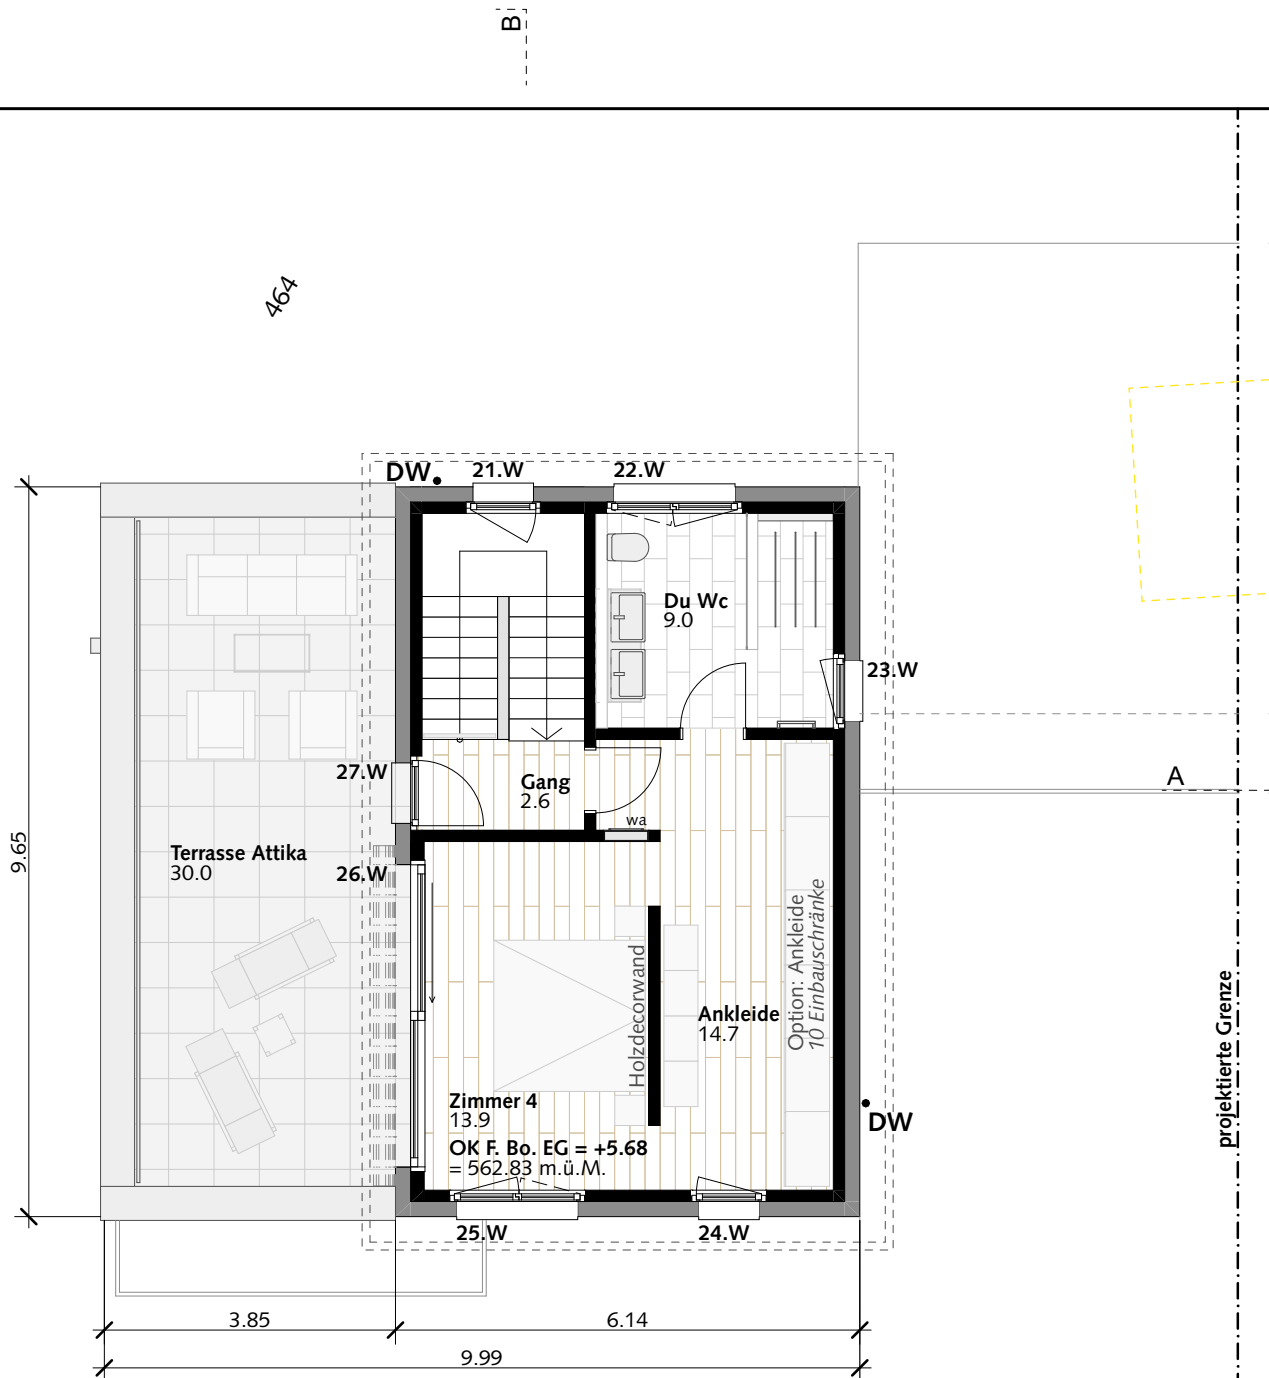 B
464
DW
21.W
22.W
Du Wc
9.0
23.W
27.W
Gang
2.6
A
wa
Terrasse Attika
30.0
26.W
9.65
Option: Ankleide
10 Einbauschränke
Holzdecorwand
Ankleide
14.7
projektierte Grenze
Zimmer 4
13.9
DW
OK F. Bo. EG = +5.68
= 562.83 m.ü.M.
25.W
24.W
3.85
6.14
9.99